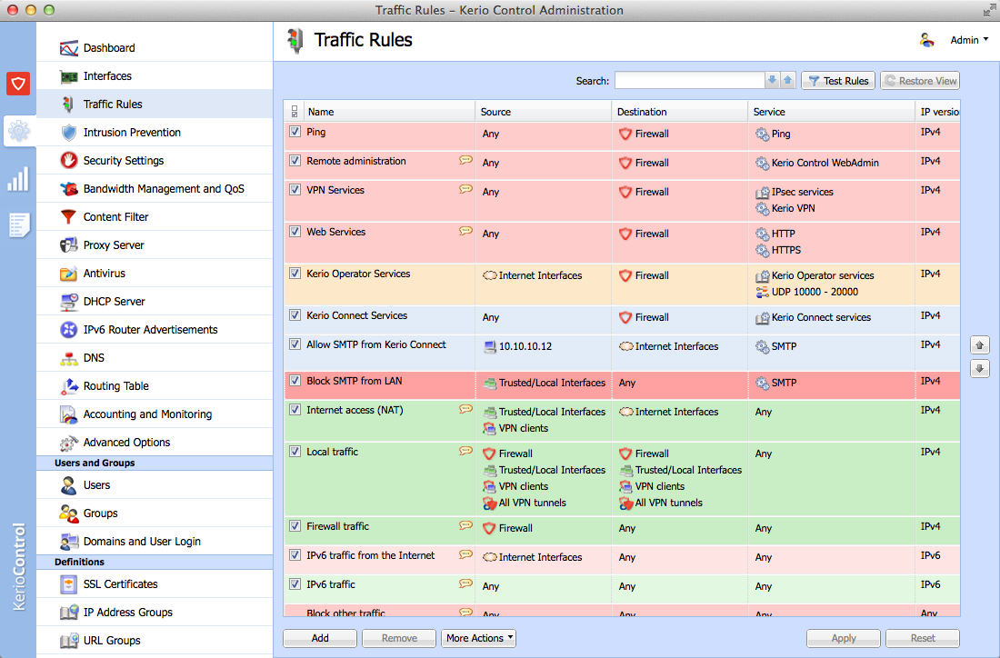 Traffic Rules – Kerio Control Administration
Dashboard
Interfaces
Traffic Rules
Intrusion Prevention
Security Settings
Bandwidth Management and QoS
Content Filter
Proxy Server
Antivirus
DHCP Server
IPv6 Router Advertisements
DNS
Routing Table
Accounting and Monitoring
Advanced Options
Users and Groups
Users
Groups
Domains and User Login
Definitions
SSL Certificates
IP Address Groups
URL Groups
KerioControl
Traffic Rules
Admin
Search:
Test Rules
Restore View
Name Source Destination Service IP versio
Ping Any Firewall Ping IPv4
Remote administration Any Firewall Kerio Control WebAdmin IPv4
VPN Services Any Firewall IPsec services IPv4
Kerio VPN
Web Services Any Firewall HTTP IPv4
HTTPS
Kerio Operator Services Internet Interfaces Firewall Kerio Operator services IPv4
UDP 10000 - 20000
Kerio Connect Services Any Firewall Kerio Connect services IPv4
Allow SMTP from Kerio Connect 10.10.10.12 Internet Interfaces SMTP IPv4
Block SMTP from LAN Trusted/Local Interfaces Any SMTP IPv4
Internet access (NAT) Trusted/Local Interfaces Internet Interfaces Any IPv4
VPN clients
Local traffic Firewall Firewall Any IPv4
Trusted/Local Interfaces Trusted/Local Interfaces
VPN clients VPN clients
All VPN tunnels All VPN tunnels
Firewall traffic Firewall Any Any IPv4
IPv6 traffic from the Internet Internet Interfaces Any Any IPv6
IPv6 traffic Any Any Any IPv6
Block other traffic Any Any Any Any
Add Remove More Actions Apply Reset